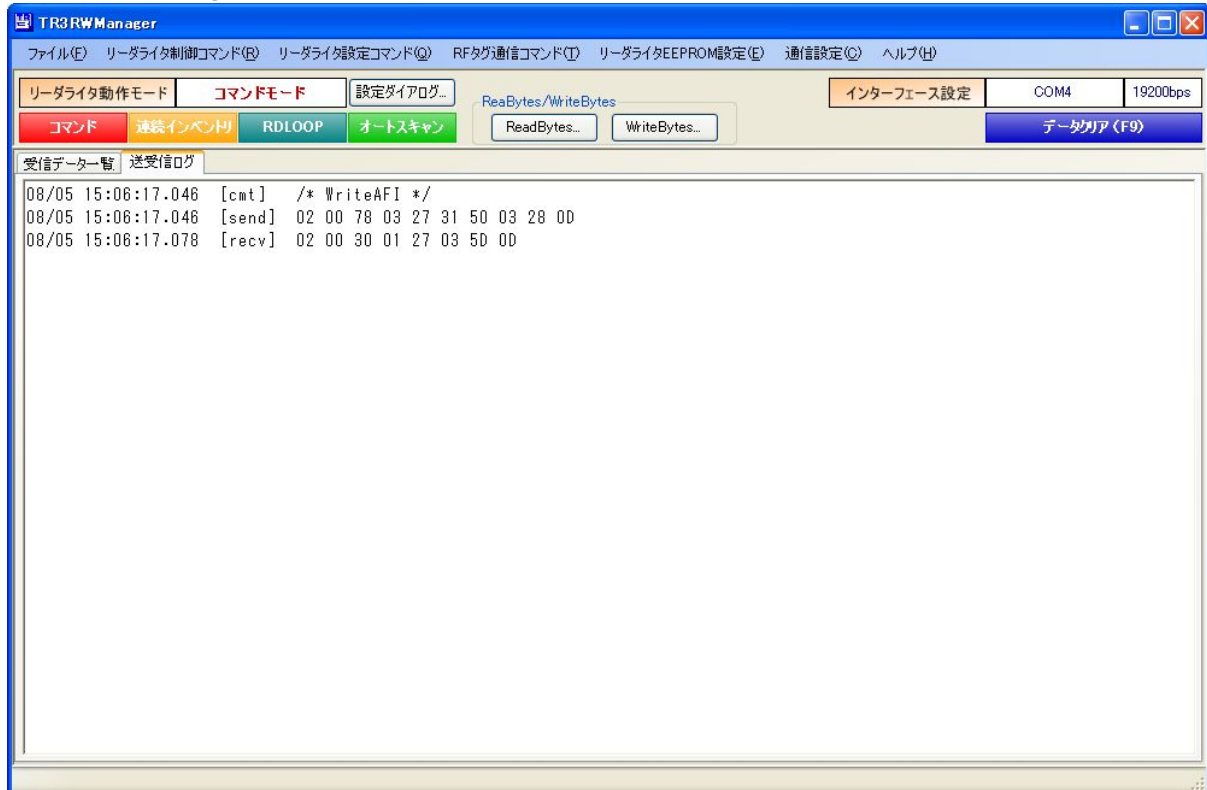 TR3RWManager
ファイル(F) リーダライタ制御コマンド(R) リーダライタ設定コマンド(Q) RFタグ通信コマンド(T) リーダライタEEPROM設定(E) 通信設定(C) ヘルプ(H)
リーダライタ動作モード コマンドモード 設定ダイアログ... ReaBytes/WriteBytes インターフェース設定 COM4 19200bps
コマンド 連続インベントリ RDLOOP オートスキャン ReadBytes... WriteBytes... データクリア(F9)
受信データ一覧 送受信ログ
08/05 15:06:17.046 [cmt] /* WriteAFI */
08/05 15:06:17.046 [send] 02 00 78 03 27 31 50 03 28 0D
08/05 15:06:17.078 [recv] 02 00 30 01 27 03 5D 0D